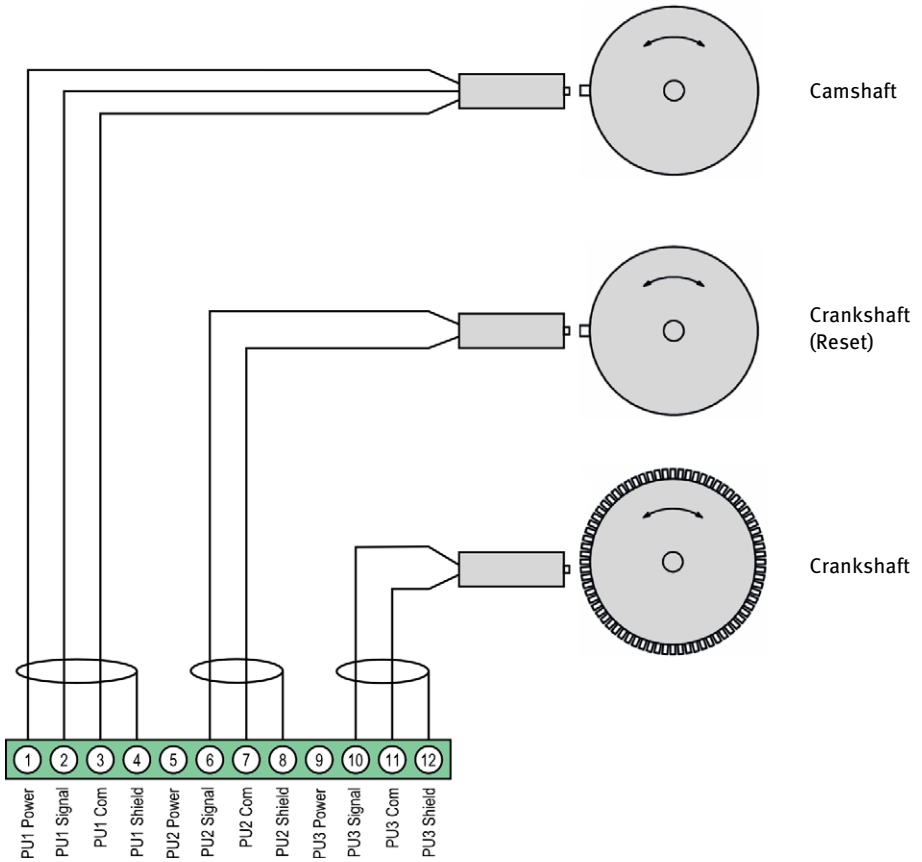 Camshaft
Crankshaft
(Reset)
Crankshaft
1 2 3 4 5 6 7 8 9 10 11 12
PU1 Power
PU1 Signal
PU1 Com
PU1 Shield
PU2 Power
PU2 Signal
PU2 Com
PU2 Shield
PU3 Power
PU3 Signal
PU3 Com
PU3 Shield